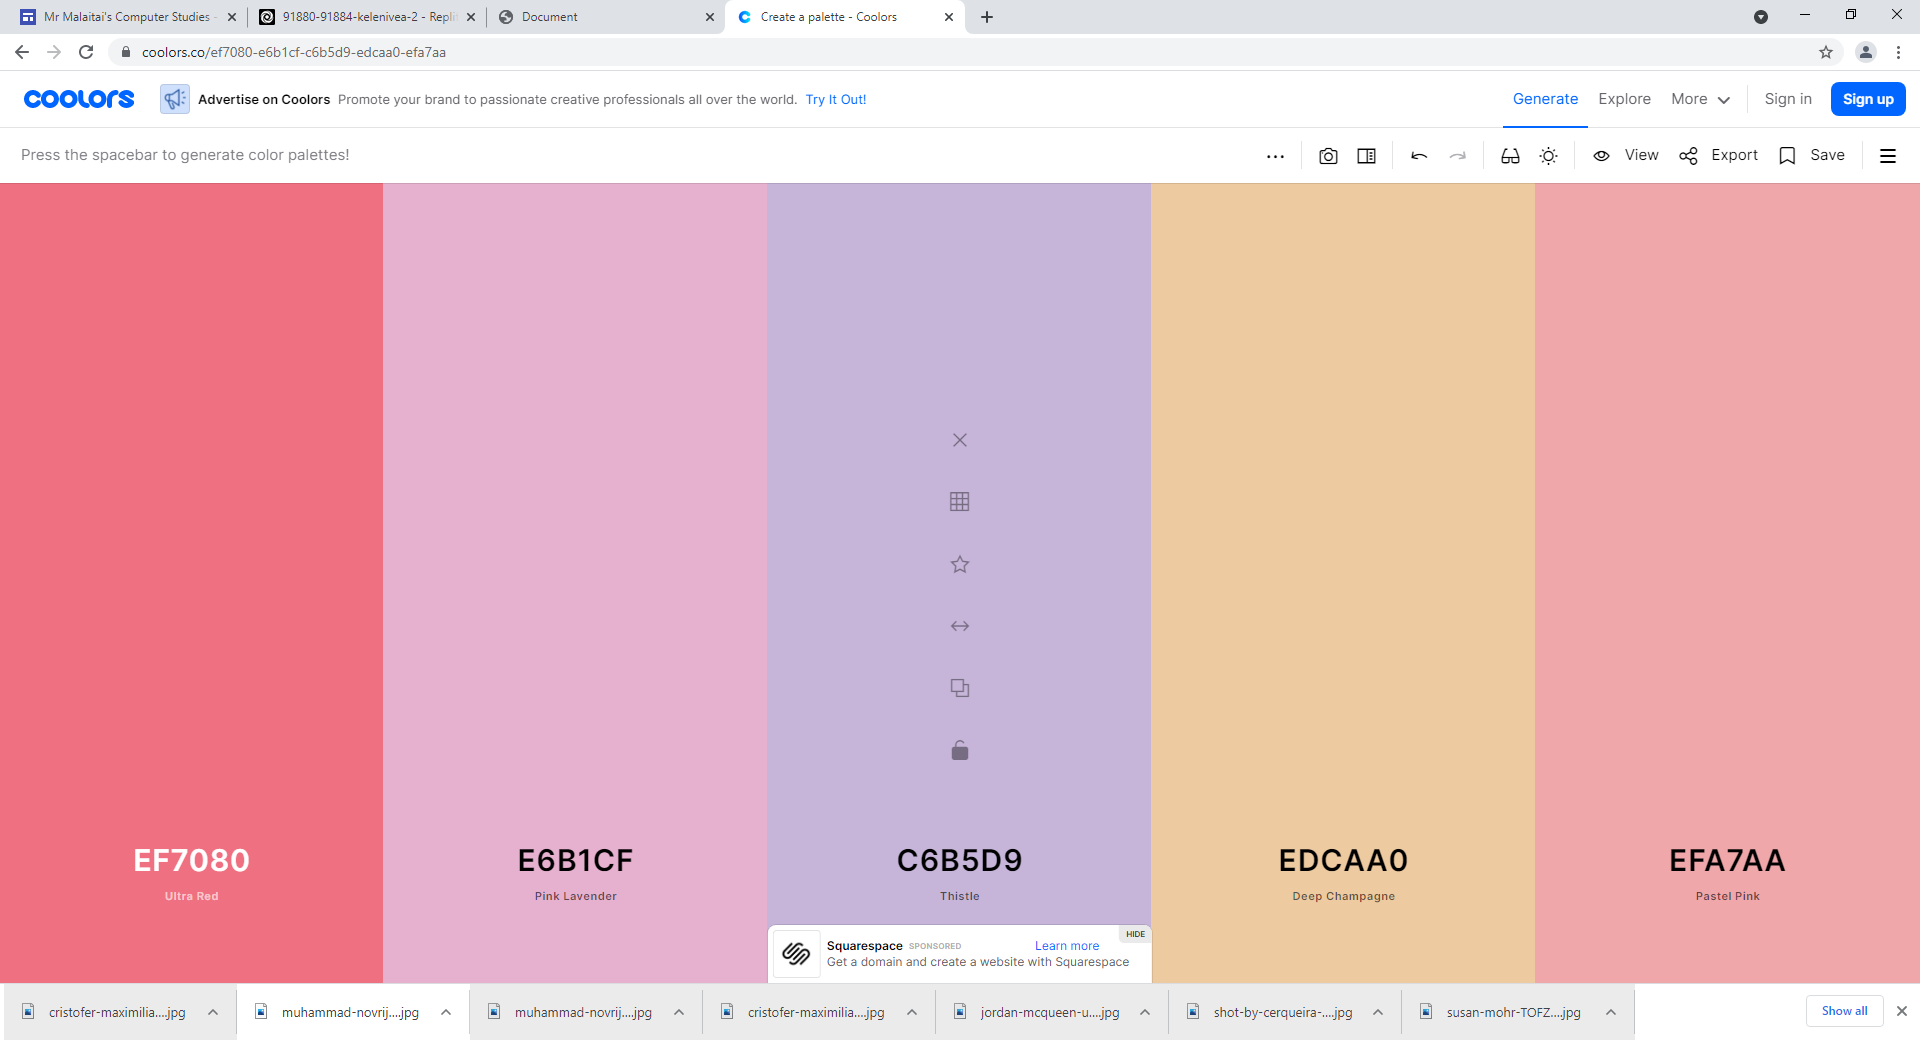 Mr Malaitai's Computer Studies -
91880-91884-kelenivea-2 - Replit
Document
Create a palette - Coolors
coolors.co/ef7080-e6b1cf-c6b5d9-edcaa0-efa7aa
coolors
Advertise on Coolors Promote your brand to passionate creative professionals all over the world. Try It Out!
Generate Explore More Sign in Sign up
Press the spacebar to generate color palettes!
View Export Save
EF7080
Ultra Red
E6B1CF
Pink Lavender
C6B5D9
Thistle
EDCAA0
Deep Champagne
EFA7AA
Pastel Pink
HIDE
Squarespace SPONSORED Learn more
Get a domain and create a website with Squarespace
cristofer-maximilia....jpg
muhammad-novrij....jpg
muhammad-novrij....jpg
cristofer-maximilia....jpg
jordan-mcqueen-u....jpg
shot-by-cerqueira-....jpg
susan-mohr-TOFZ....jpg
Show all